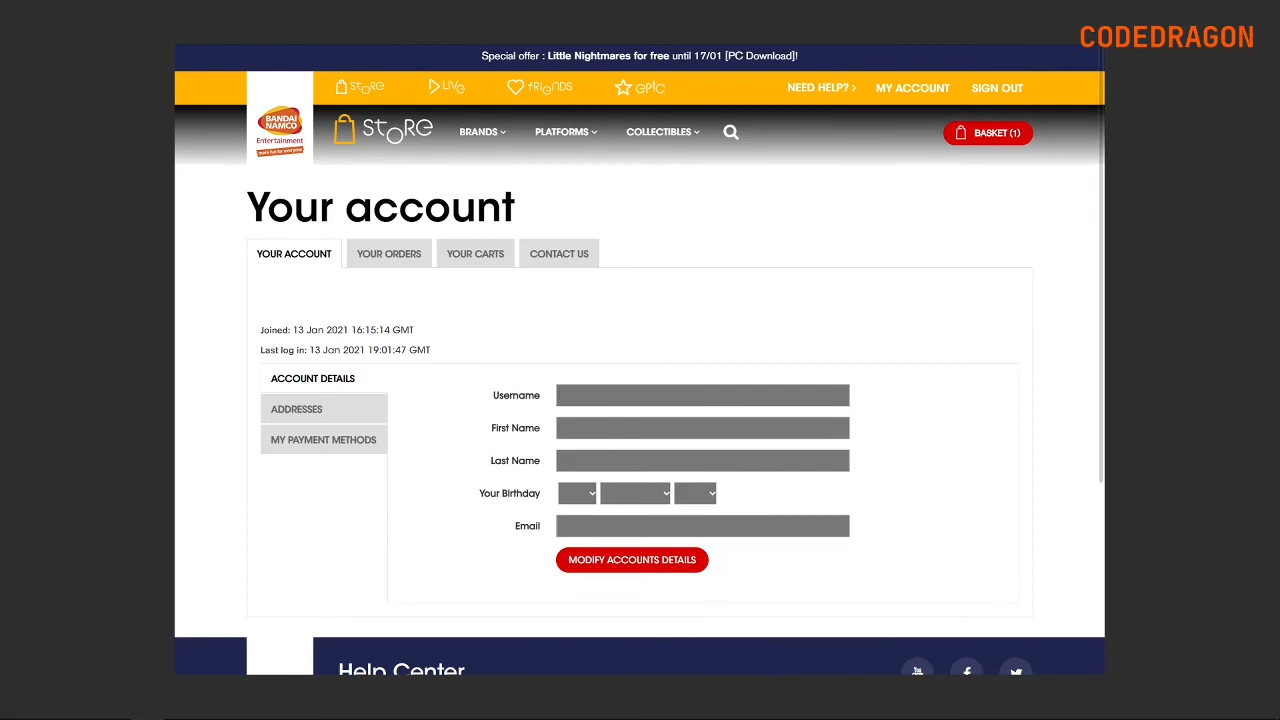 CODEDRAGON
Special offer : Little Nightmares for free until 17/01 [PC Download]!
STORE LIVE FRIENDS EPIC NEED HELP? MY ACCOUNT SIGN OUT
BANDAI NAMCO Entertainment
STORE BRANDS PLATFORMS COLLECTIBLES BASKET (1)
Your account
YOUR ACCOUNT YOUR ORDERS YOUR CARTS CONTACT US
Joined: 13 Jan 2021 16:15:14 GMT
Last log in: 13 Jan 2021 19:01:47 GMT
ACCOUNT DETAILS
ADDRESSES
MY PAYMENT METHODS
Username
First Name
Last Name
Your Birthday
Email
MODIFY ACCOUNTS DETAILS
Help Center